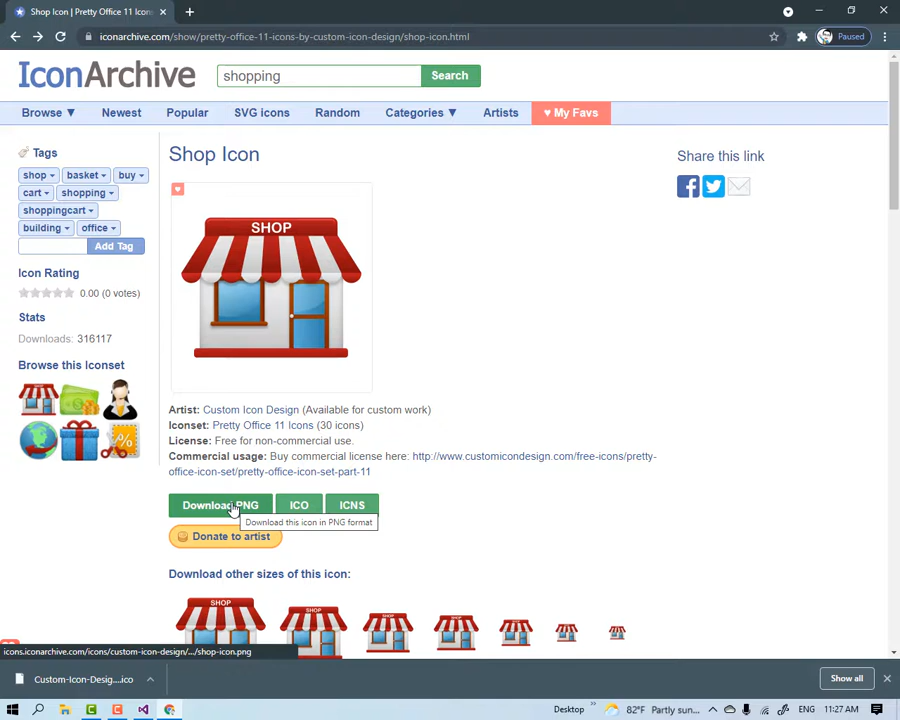 Shop Icon | Pretty Office 11 Icons
iconarchive.com/show/pretty-office-11-icons-by-custom-icon-design/shop-icon.html
Paused
IconArchive
shopping
Search
Browse ▼
Newest
Popular
SVG icons
Random
Categories ▼
Artists
♥ My Favs
Tags
shop
basket
buy
cart
shopping
shoppingcart
building
office
Add Tag
Icon Rating
0.00 (0 votes)
Stats
Downloads: 316117
Browse this iconset
Shop Icon
SHOP
Share this link
Artist: Custom Icon Design (Available for custom work)
Iconset: Pretty Office 11 Icons (30 icons)
License: Free for non-commercial use.
Commercial usage: Buy commercial license here: http://www.customicondesign.com/free-icons/pretty-
office-icon-set/pretty-office-icon-set-part-11
Download PNG
ICO
ICNS
Download this icon in PNG format
Donate to artist
Download other sizes of this icon:
SHOP
SHOP
SHOP
SHOP
icons.iconarchive.com/icons/custom-icon-design/.../shop-icon.png
Custom-Icon-Desig....ico
Show all
Desktop
82°F Partly sun...
11:27 AM